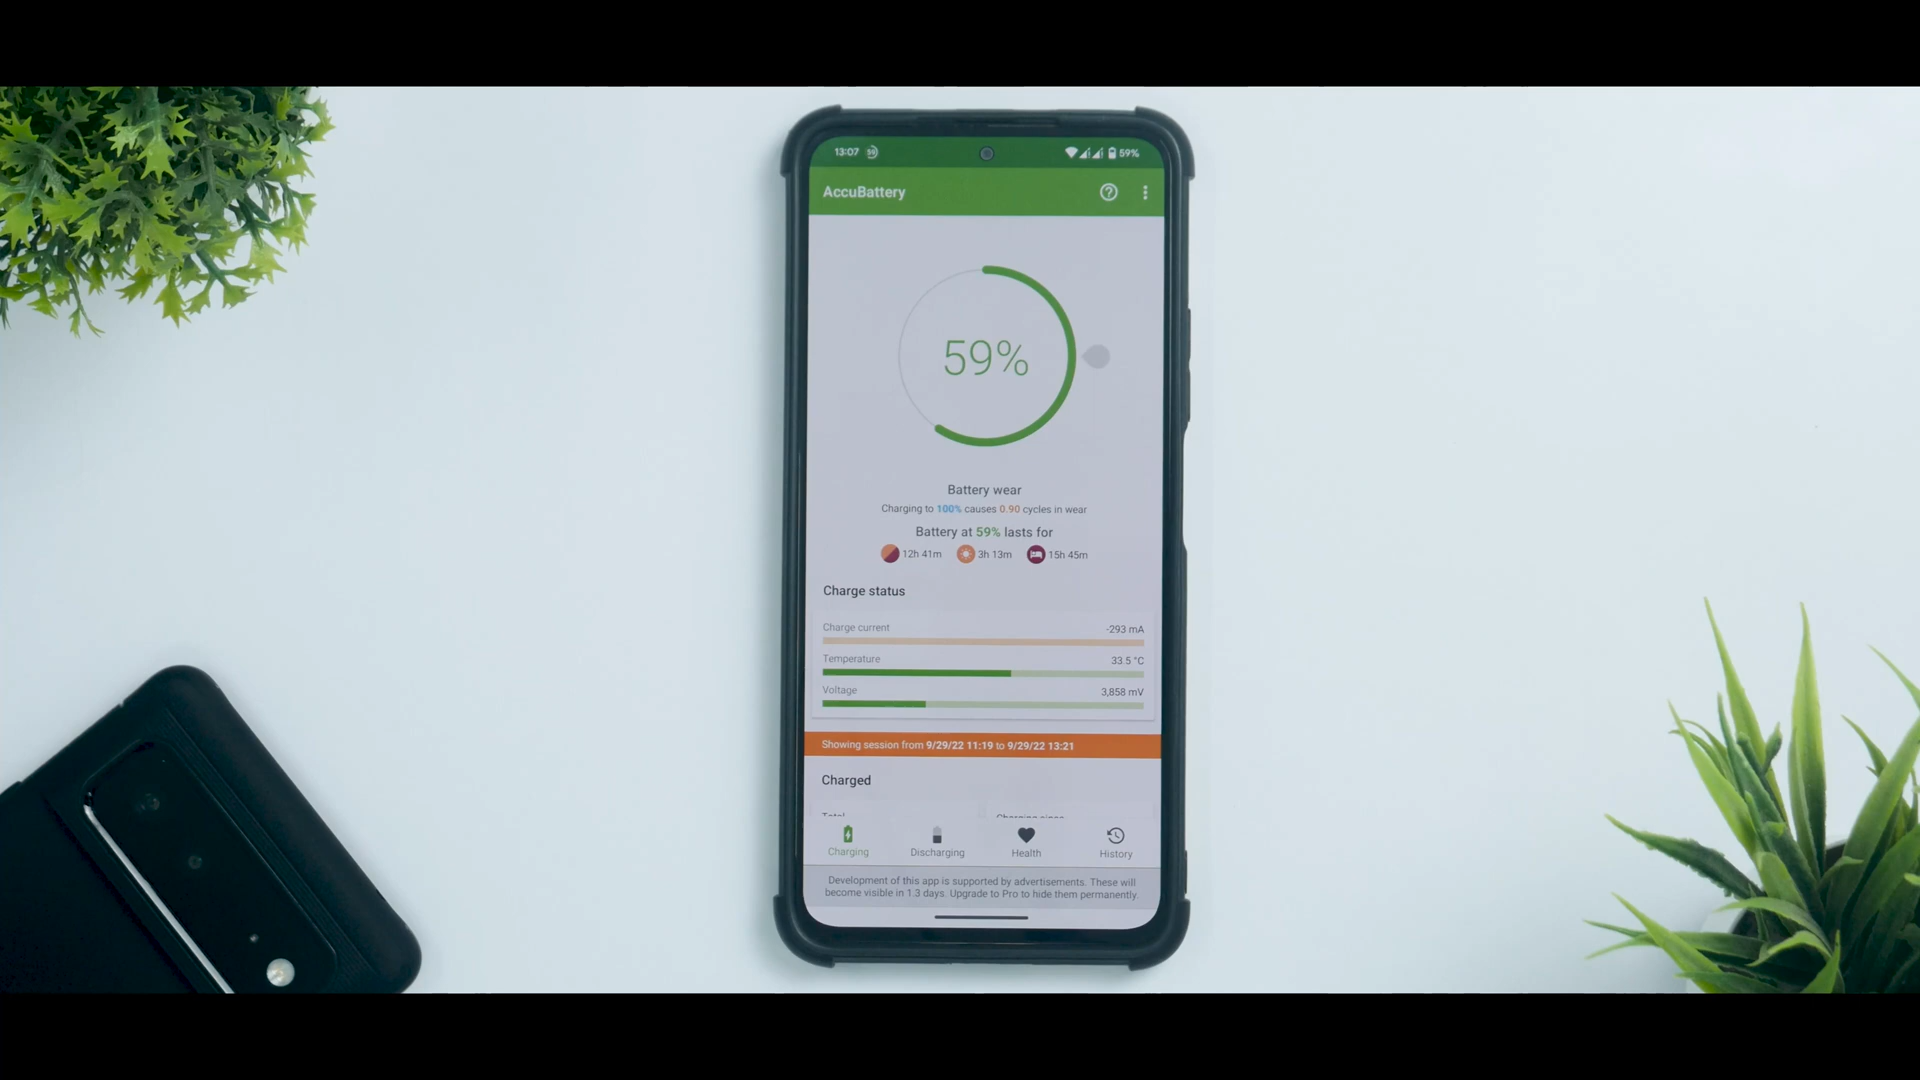 13:07 59 59%
AccuBattery
59%
Battery wear
Charging to 100% causes 0.90 cycles in wear
Battery at 59% lasts for
12h 41m 3h 13m 15h 45m
Charge status
Charge current -293 mA
Temperature 33.5 °C
Voltage 3,858 mV
Showing session from 9/29/22 11:19 to 9/29/22 13:21
Charged
Charging Discharging Health History
Development of this app is supported by advertisements. These will
become visible in 1.3 days. Upgrade to Pro to hide them permanently.